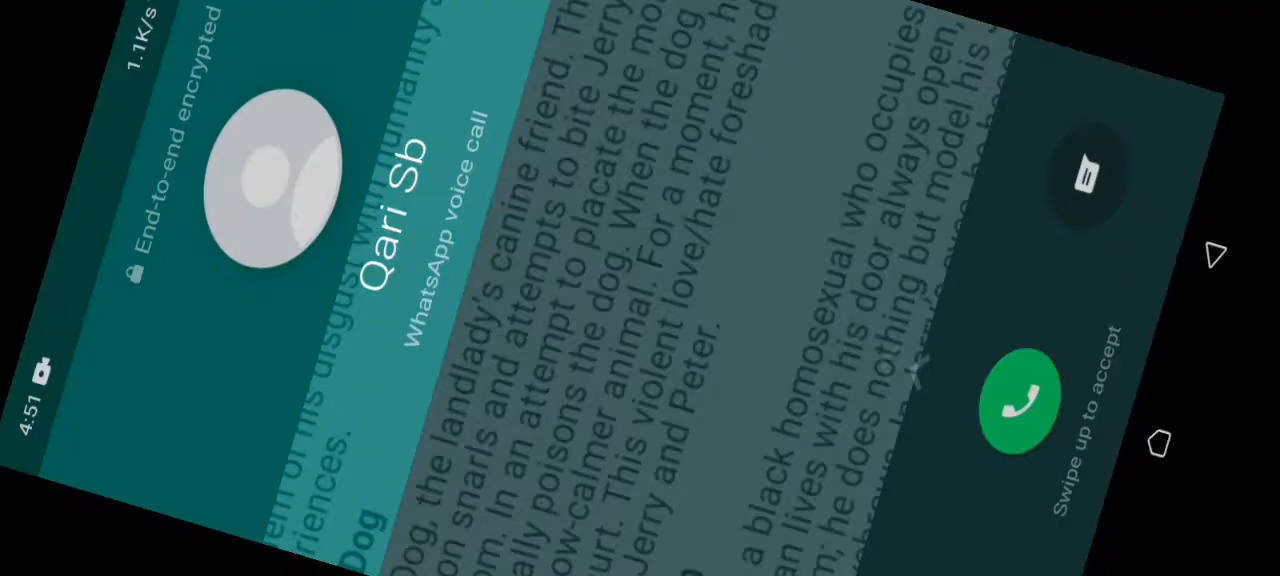 4:51
1.1K/s
End-to-end encrypted
Qari Sb
WhatsApp voice call
riences.
Dog
Dog, the landlady's canine friend. Th
on snarls and attempts to bite Jerry
om. In an attempt to placate the mo
ally poisons the dog. When the dog
ow-calmer animal. For a moment, h
urt. This violent love/hate foreshad
Jerry and Peter.
a black homosexual who occupies
an lives with his door always open,
m; he does nothing but model his
Swipe up to accept